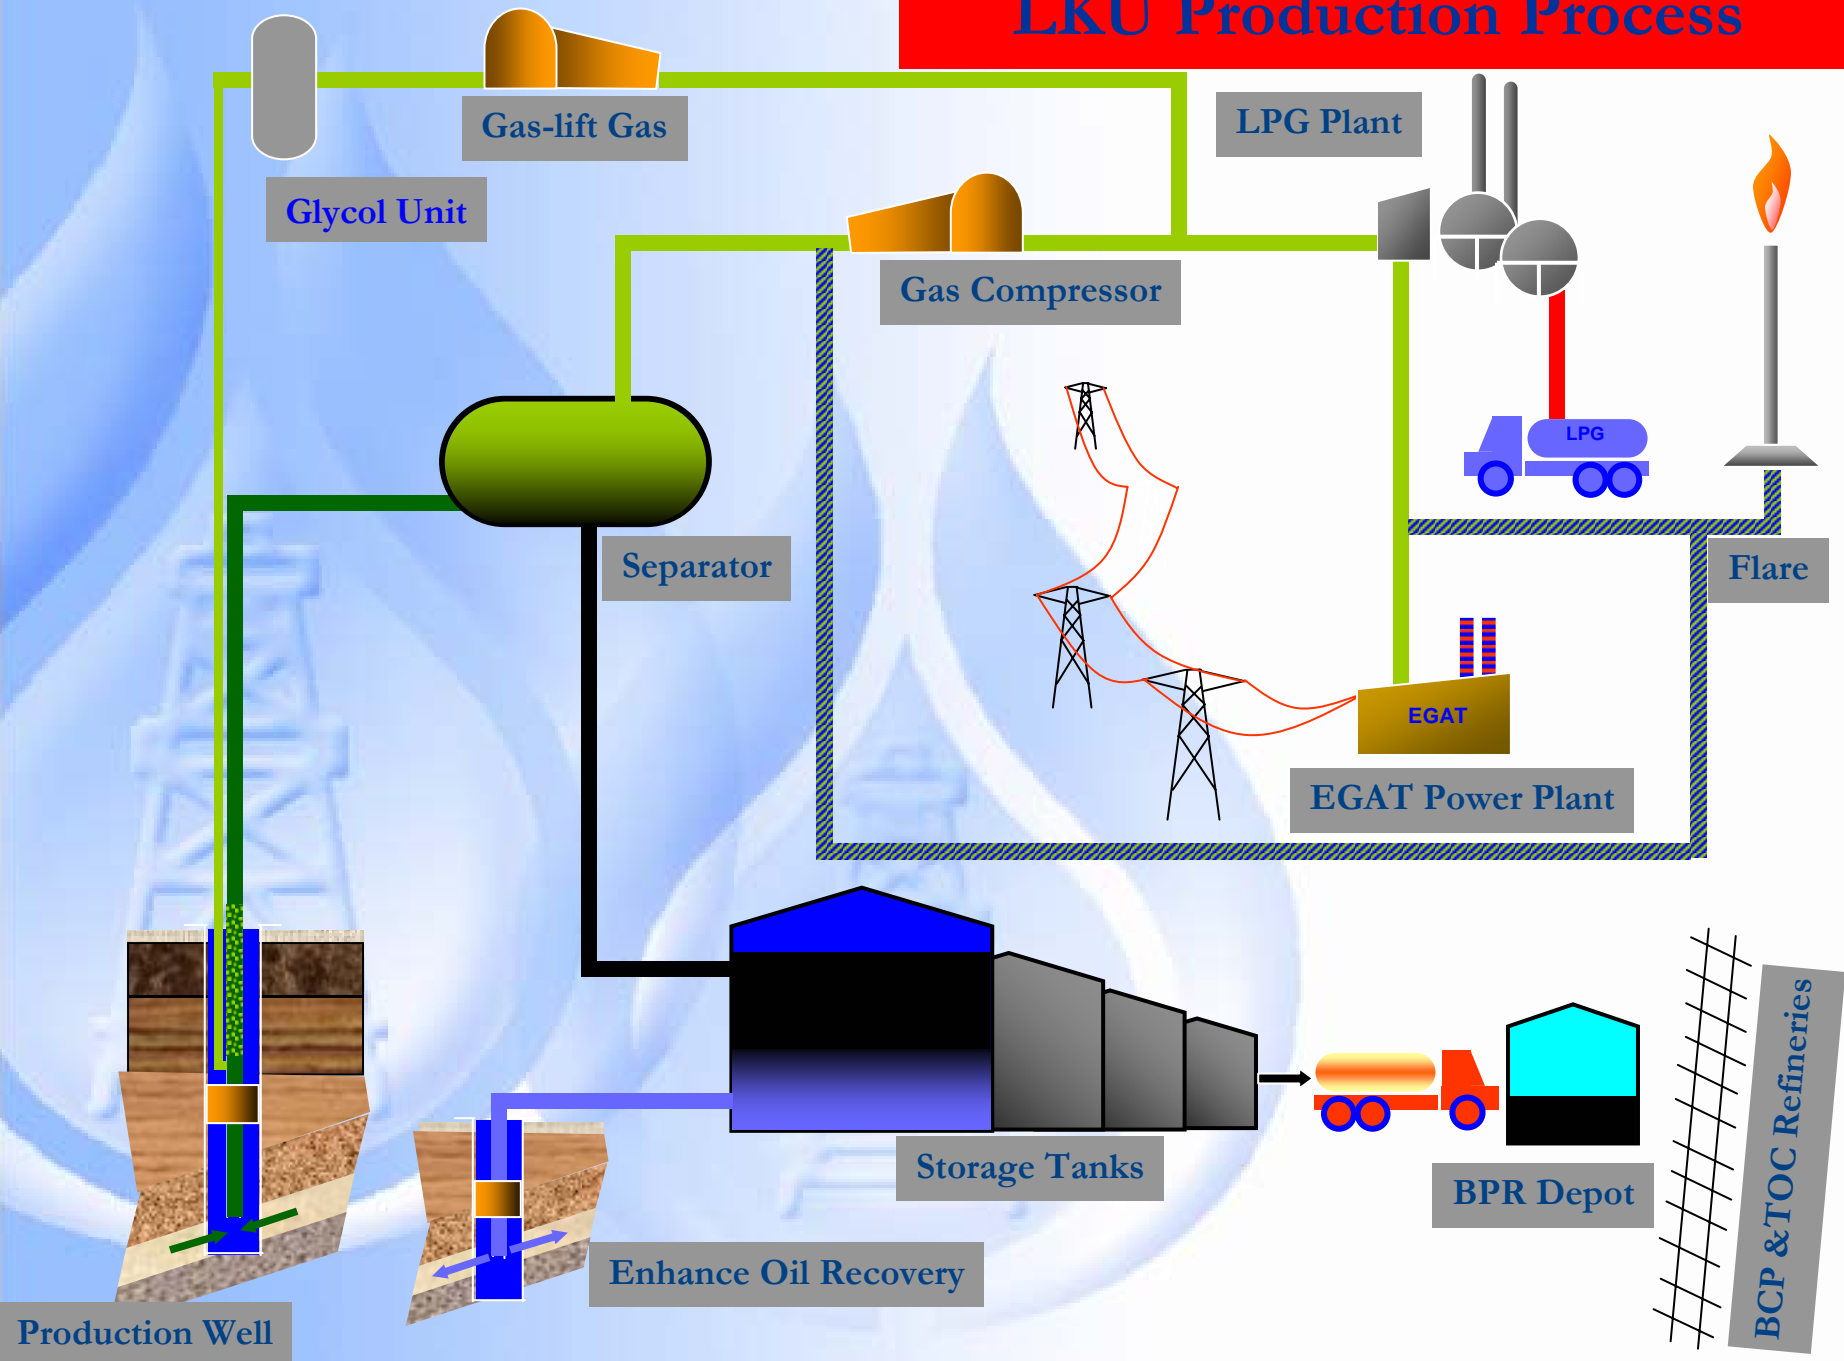 LKU Production Process
Gas-lift Gas
LPG Plant
Glycol Unit
Gas Compressor
LPG
Separator
Flare
EGAT
EGAT Power Plant
Storage Tanks
BPR Depot
BCP &TOC Refineries
Enhance Oil Recovery
Production Well